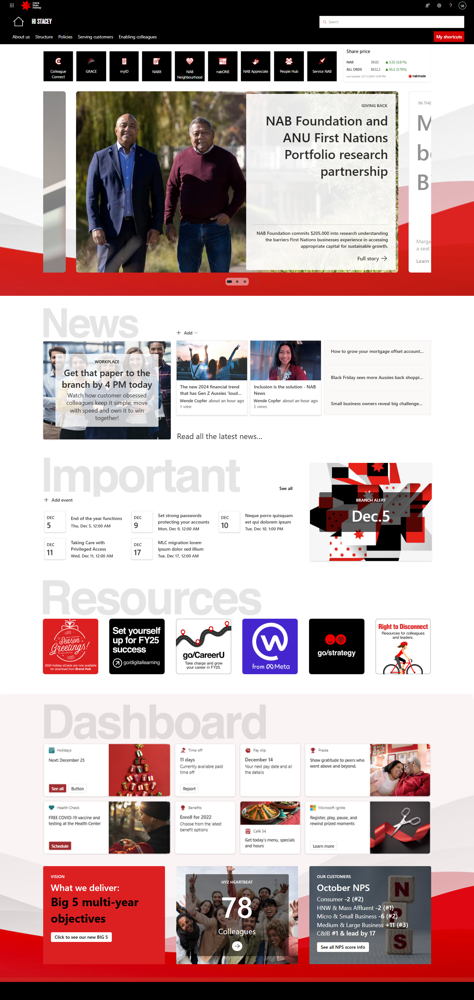 more
than
money
SB
HI STACEY
Search
About us Structure Policies Serving customers Enabling colleagues
My shortcuts
Colleague
Connect
GRACE
myID
NABit
NAB
Neighbourhood
nabONE
NAB Appreciate
People Hub
Service NAB
Share price
NAB 39.83 ▲ 0.32 (0.81%)
ALL ORDS 8632.2 ▲ 65.2 (0.76%)
Last Update: 22/11/2024 12:00 PM
nabtrade
GIVING BACK
NAB Foundation and
ANU First Nations
Portfolio research
partnership
NAB Foundation commits $205,000 into research understanding
the barriers First Nations businesses experience in accessing
appropriate capital for sustainable growth.
Full story
IN THE
M
be
Marga
a seat
Learn
News
Add
WORKPLACE
Get that paper to the
branch by 4 PM today
Watch how customer obsessed
colleagues keep it simple, move
with speed and own it to win
together!
The new 2024 financial trend
that has Gen Z Aussies ‘loud...
Wende Copfer about an hour ago
1 view
Inclusion is the solution - NAB
News
Wende Copfer about an hour ago
3 views
How to grow your mortgage offset account...
Black Friday sees more Aussies back shoppi...
Small business owners reveal big challenge...
Read all the latest news...
Important
See all
Add event
DEC
5
End of the year functions
Thu, Dec 5, 12:00 AM
DEC
9
Set strong passwords
protecting your accounts
Mon, Dec 9, 12:00 AM
DEC
10
Neque porro quisquam
est qui dolorem ipsum
Tue, Dec 10, 1:00 PM
DEC
11
Taking Care with
Privileged Access
Wed, Dec 11, 12:00 AM
DEC
17
MLC migration lorem
ipsum dolor sed illium
Tue, Dec 17, 12:00 AM
BRANCH ALERT
Dec.5
Resources
Season
Greetings!
2024 holiday eCards are now available
for download from Brand Hub
Set yourself
up for FY25
success
go/digitallearning
go/CareerU
Take charge and grow
your career in FY25.
W
from Meta
go/strategy
Right to Disconnect
Resources for colleagues
and leaders.
Dashboard
Holidays
Next: December 25
See all Button
Time off
11 days
Currently available paid
time off
Report
Pay slip
December 14
Your next pay date and all
the details
Praise
Show gratitude to peers who
went above and beyond.
Health Check
FREE COVID-19 vaccine and
testing at the Health Center
Schedule
Benefits
Enroll for 2022
Choose from the latest
benefit options
Café 34
Get today's menu, specials
and hours
Microsoft Ignite
Register, play, pause, and
rewind prized moments
Learn more
VISION
What we deliver:
Big 5 multi-year
objectives
Click to see our new BIG 5
HY2 HEARTBEAT
78
Colleagues
OUR CUSTOMERS
October NPS
Consumer -2 (#2)
HNW & Mass Affluent -2 (#1)
Micro & Small Business -6 (#2)
Medium & Large Business +11 (#3)
C&IB #1 & lead by 17
See all NPS score info
N
P
S